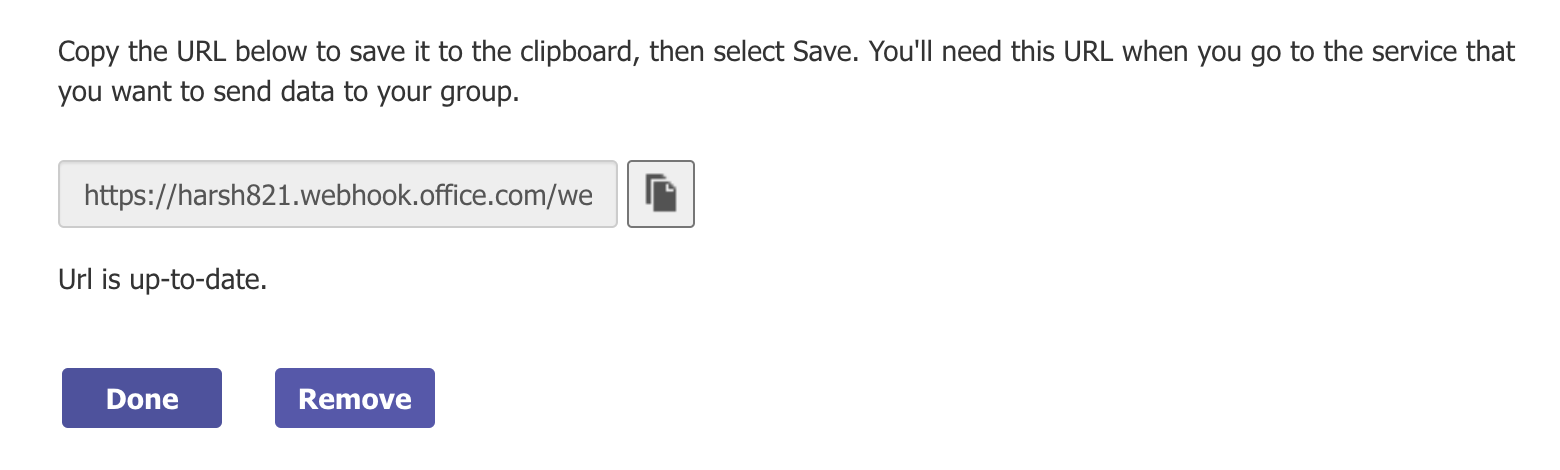 Copy the URL below to save it to the clipboard, then select Save. You'll need this URL when you go to the service that
you want to send data to your group.
https://harsh821.webhook.office.com/we
Url is up-to-date.
Done
Remove